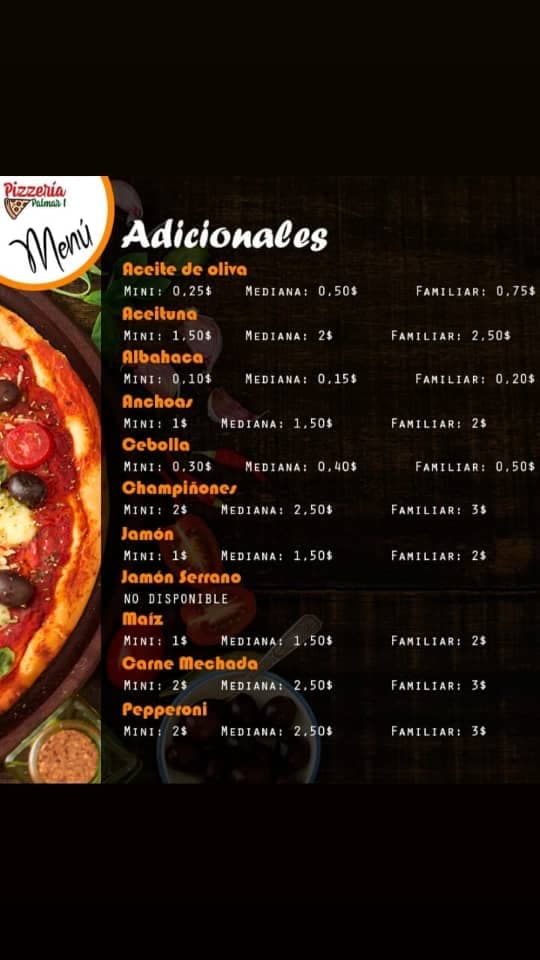 Pizzería
Palmar 1
Menú
Adicionales
Aceite de oliva
Mini: 0,25$ Mediana: 0,50$ Familiar: 0,75$
Aceituna
Mini: 1,50$ Mediana: 2$ Familiar: 2,50$
Albahaca
Mini: 0,10$ Mediana: 0,15$ Familiar: 0,20$
Anchoas
Mini: 1$ Mediana: 1,50$ Familiar: 2$
Cebolla
Mini: 0,30$ Mediana: 0,40$ Familiar: 0,50$
Champiñones
Mini: 2$ Mediana: 2,50$ Familiar: 3$
Jamón
Mini: 1$ Mediana: 1,50$ Familiar: 2$
Jamón Serrano
NO DISPONIBLE
Maíz
Mini: 1$ Mediana: 1,50$ Familiar: 2$
Carne Mechada
Mini: 2$ Mediana: 2,50$ Familiar: 3$
Pepperoni
Mini: 2$ Mediana: 2,50$ Familiar: 3$